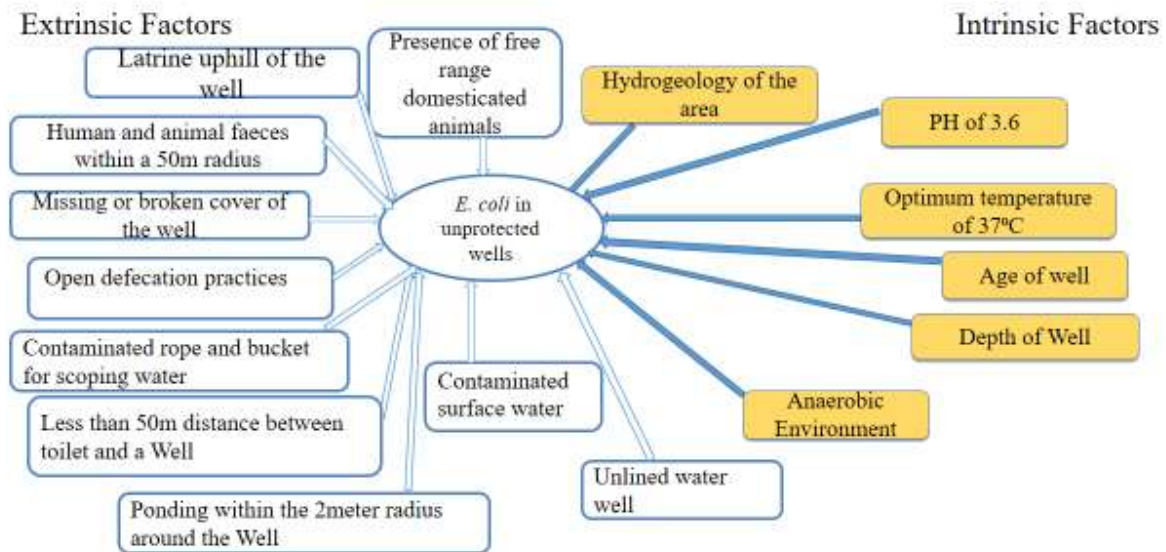 Extrinsic Factors
Intrinsic Factors
Latrine uphill of the
well
Presence of free
range
domesticated
animals
Hydrogeology of the
area
PH of 3.6
Human and animal faeces
within a 50m radius
Missing or broken cover of
the well
E. coli in
unprotected
wells
Optimum temperature
of 37ºC
Open defecation practices
Age of well
Contaminated rope and bucket
for scoping water
Depth of Well
Contaminated
surface water
Anaerobic
Environment
Less than 50m distance between
toilet and a Well
Unlined water
well
Ponding within the 2meter radius
around the Well